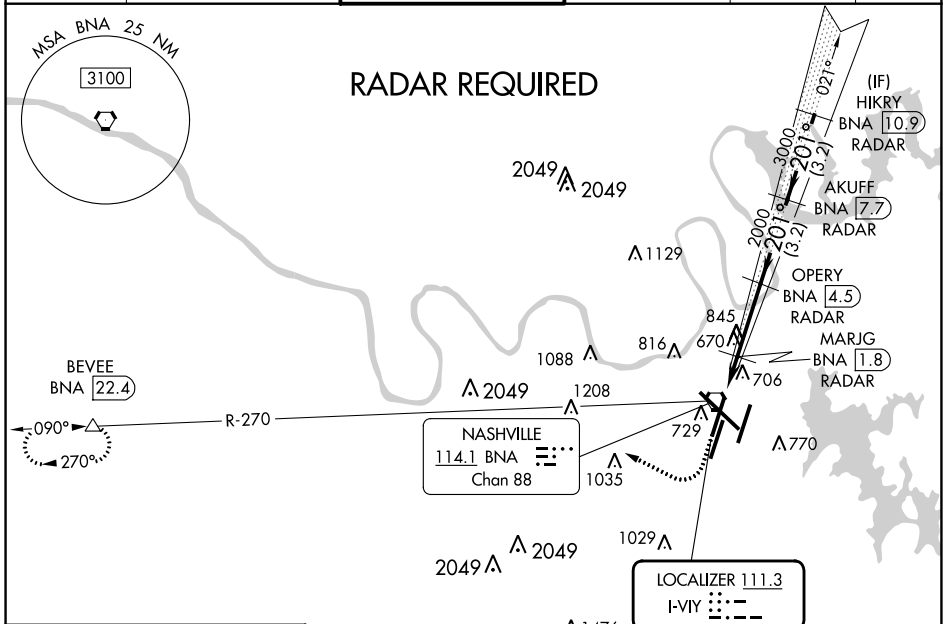 MSA BNA 25 NM
3100
RADAR REQUIRED
021°
(IF)
HIKRY
BNA 10.9
RADAR
3000
201°
(3.2)
AKUFF
BNA 7.7
RADAR
2000
201°
(3.2)
OPERY
BNA 4.5
RADAR
MARJG
BNA 1.8
RADAR
2049
2049
1129
845
670
816
706
1088
2049
1208
BEVEE
BNA 22.4
090°
270°
R-270
NASHVILLE
114.1 BNA
Chan 88
729
770
1035
1029
2049
2049
LOCALIZER 111.3
I-VIY